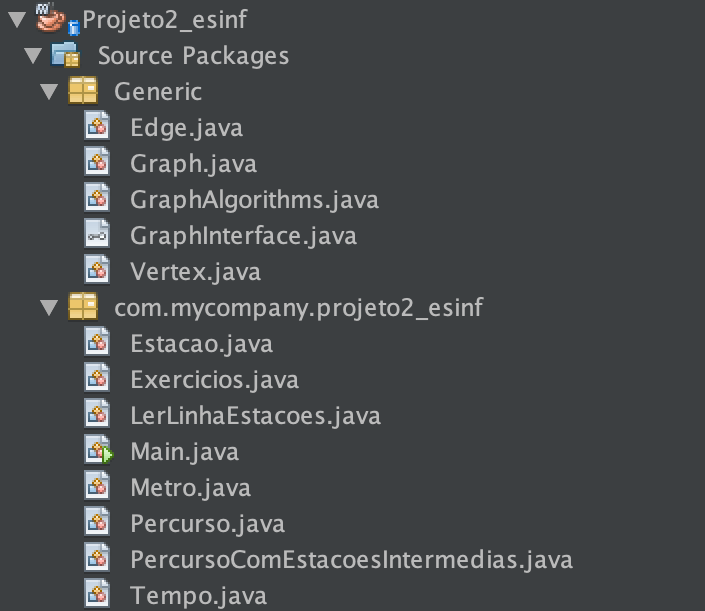 Projeto2_esinf
Source Packages
Generic
Edge.java
Graph.java
GraphAlgorithms.java
GraphInterface.java
Vertex.java
com.mycompany.projeto2_esinf
Estacao.java
Exercicios.java
LerLinhaEstacoes.java
Main.java
Metro.java
Percurso.java
PercursoComEstacoesIntermedias.java
Tempo.java